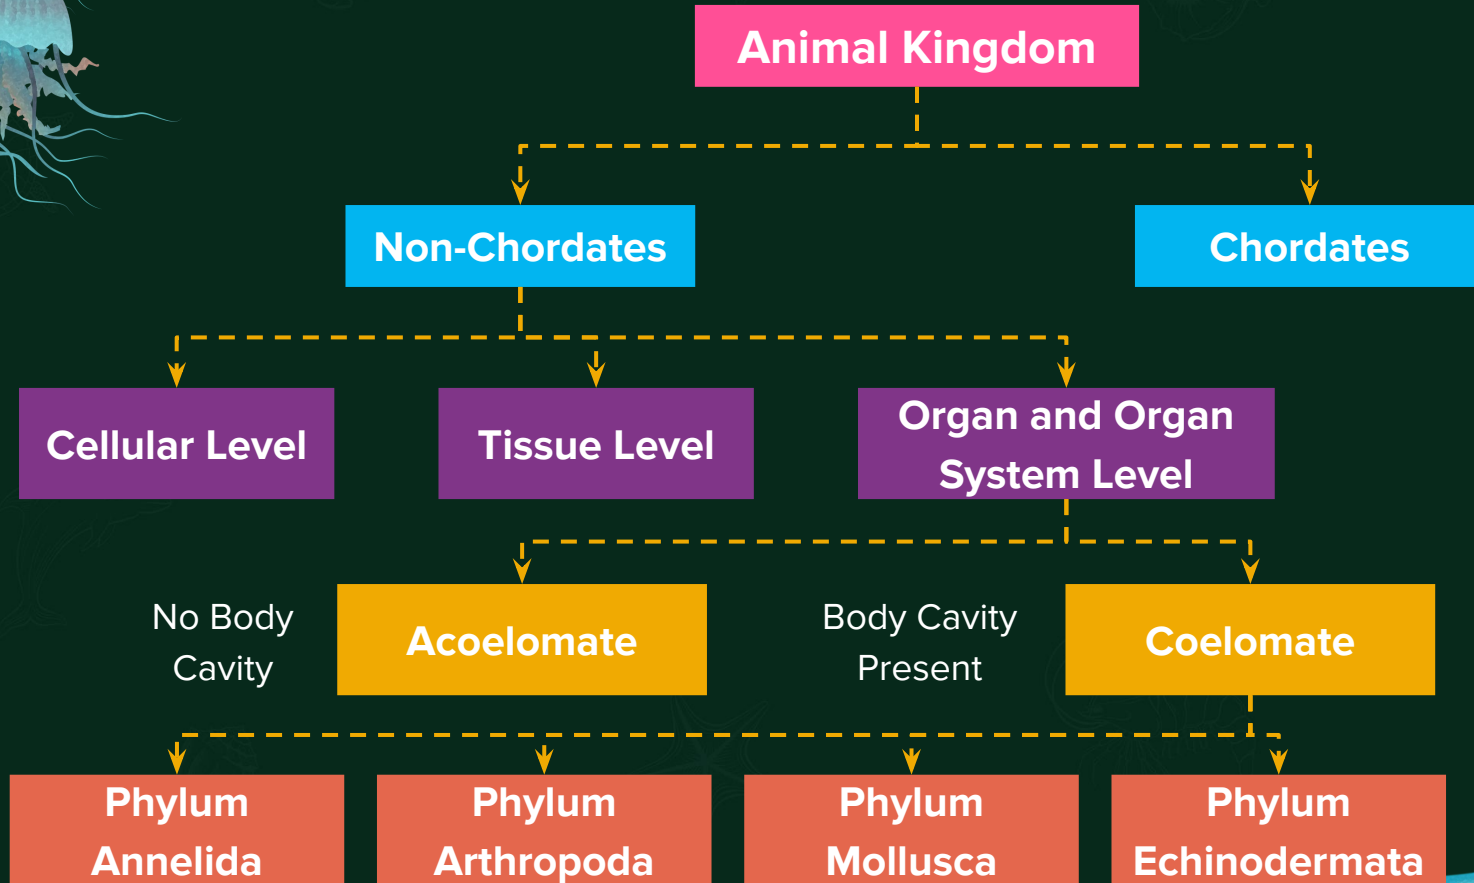 Animal Kingdom
Non-Chordates
Chordates
Cellular Level
Tissue Level
Organ and Organ
System Level
No Body
Cavity
Acoelomate
Body Cavity
Present
Coelomate
Phylum
Annelida
Phylum
Arthropoda
Phylum
Mollusca
Phylum
Echinodermata